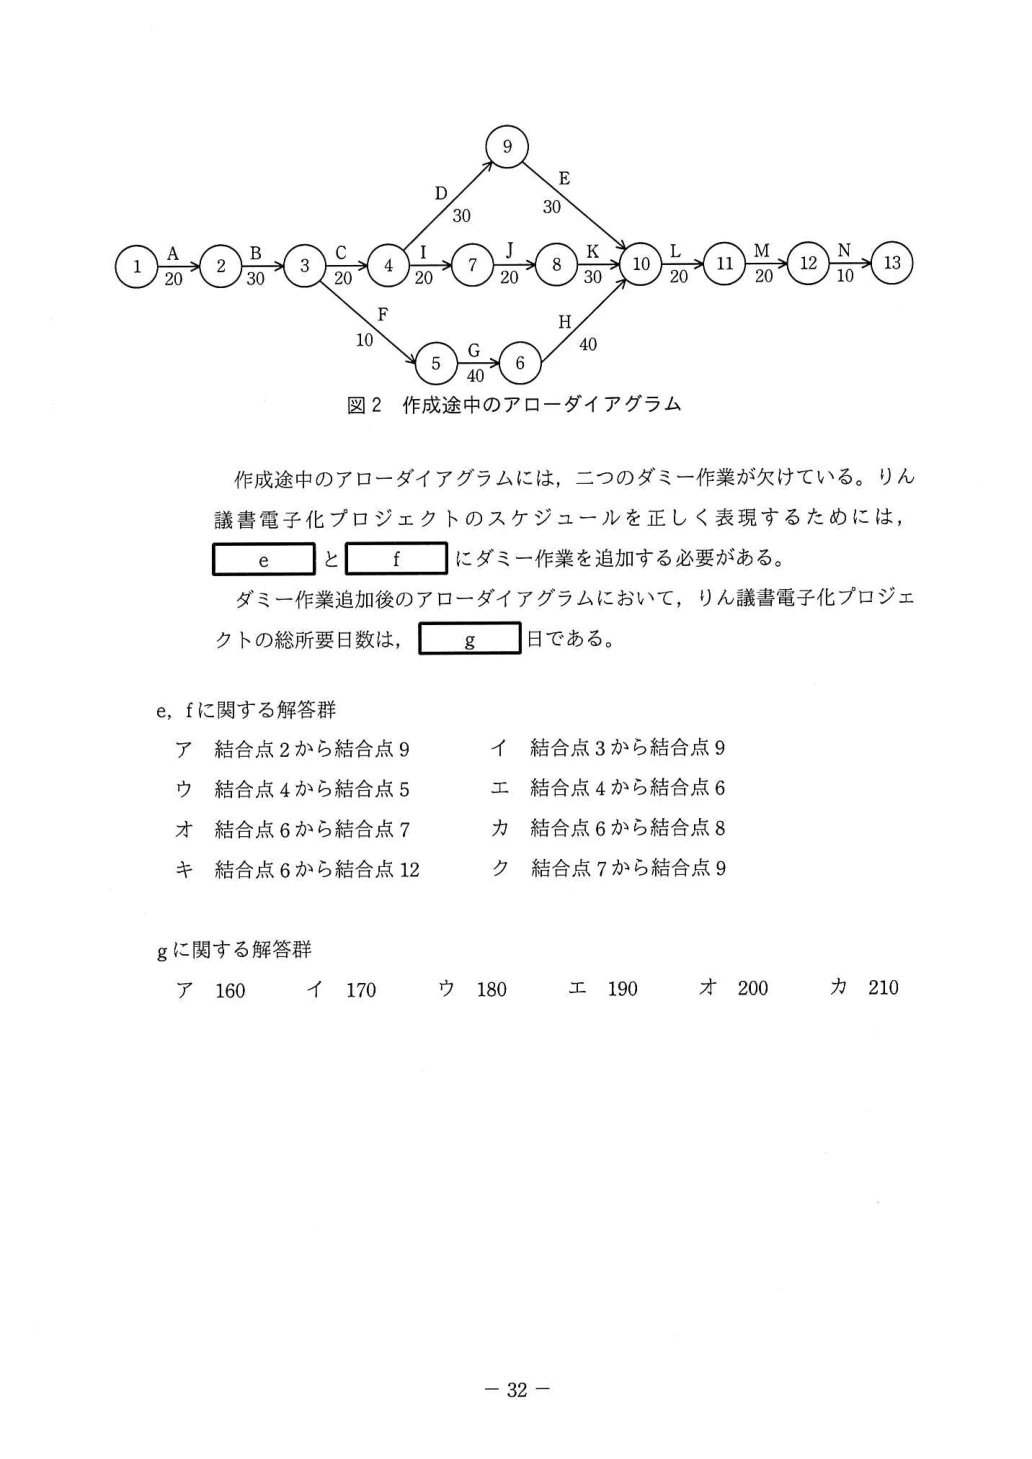 9
D
30
E
30
1
A
20
2
B
30
3
C
20
4
I
20
7
J
20
8
K
30
10
L
20
11
M
20
12
N
10
13
F
10
H
40
5
G
40
6
図2 作成途中のアローダイアグラム
作成途中のアローダイアグラムには,二つのダミー作業が欠けている。りん
議書電子化プロジェクトのスケジュールを正しく表現するためには,
e と f にダミー作業を追加する必要がある。
ダミー作業追加後のアローダイアグラムにおいて,りん議書電子化プロジェ
クトの総所要日数は, g 日である。
e,fに関する解答群
ア 結合点2から結合点9 イ 結合点3から結合点9
ウ 結合点4から結合点5 エ 結合点4から結合点6
オ 結合点6から結合点7 カ 結合点6から結合点8
キ 結合点6から結合点12 ク 結合点7から結合点9
gに関する解答群
ア 160 イ 170 ウ 180 エ 190 オ 200 カ 210
- 32 -